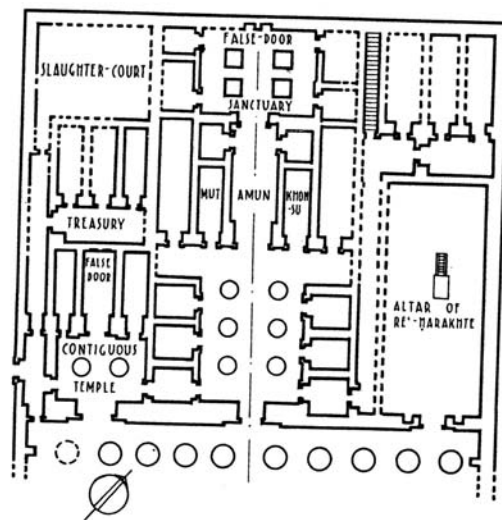 FALSE-DOOR
SLAUGHTER-COURT
SANCTUARY
MUT
AMUN
KHON
-SU
TREASURY
FALSE
DOOR
ALTAR OF
RE'-HARAKHTE
CONTIGUOUS
TEMPLE